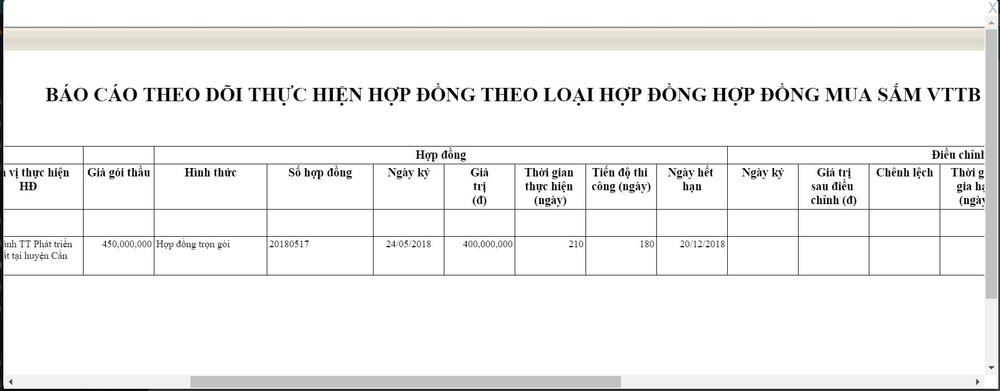 X
BÁO CÁO THEO DÕI THỰC HIỆN HỢP ĐỒNG THEO LOẠI HỢP ĐỒNG HỢP ĐỒNG MUA SẮM VTTB
Hợp đồng
Điều chỉnh
vị thực hiện
HĐ
Giá gói thầu
Hình thức
Số hợp đồng
Ngày ký
Giá
trị
(đ)
Thời gian
thực hiện
(ngày)
Tiến độ thi
công (ngày)
Ngày hết
hạn
Ngày ký
Giá trị
sau điều
chỉnh (đ)
Chênh lệch
Thời
gia
TT Phát triển
tại huyện Cần
450,000,000
Hợp đồng trọn gói
20180517
24/05/2018
400,000,000
210
180
20/12/2018